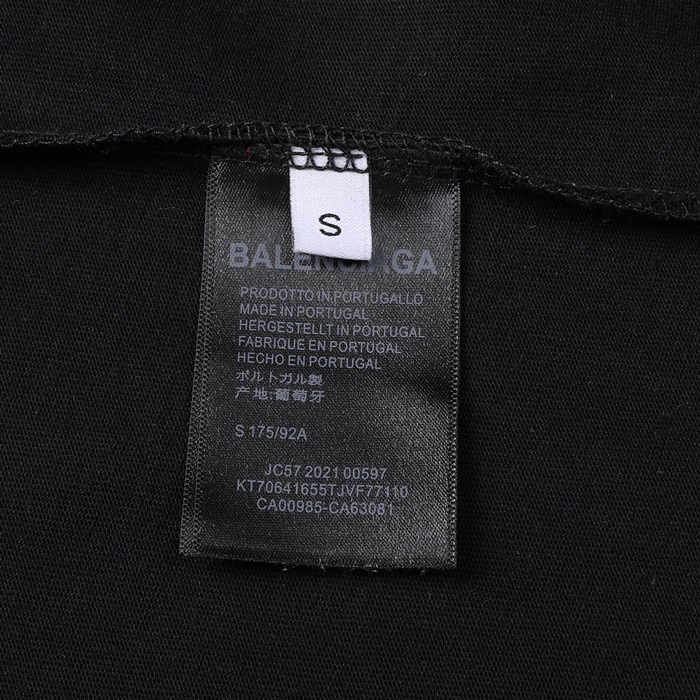 S
BALENCIAGA
PRODOTTO IN PORTUGALLO
MADE IN PORTUGAL
HERGESTELLT IN PORTUGAL
FABRIQUE EN PORTUGAL
HECHO EN PORTUGAL
ポルトガル製
产地:葡萄牙
S 175/92A
JC57 2021 00597
KT70641655TJVF77110
CA00985-CA63081